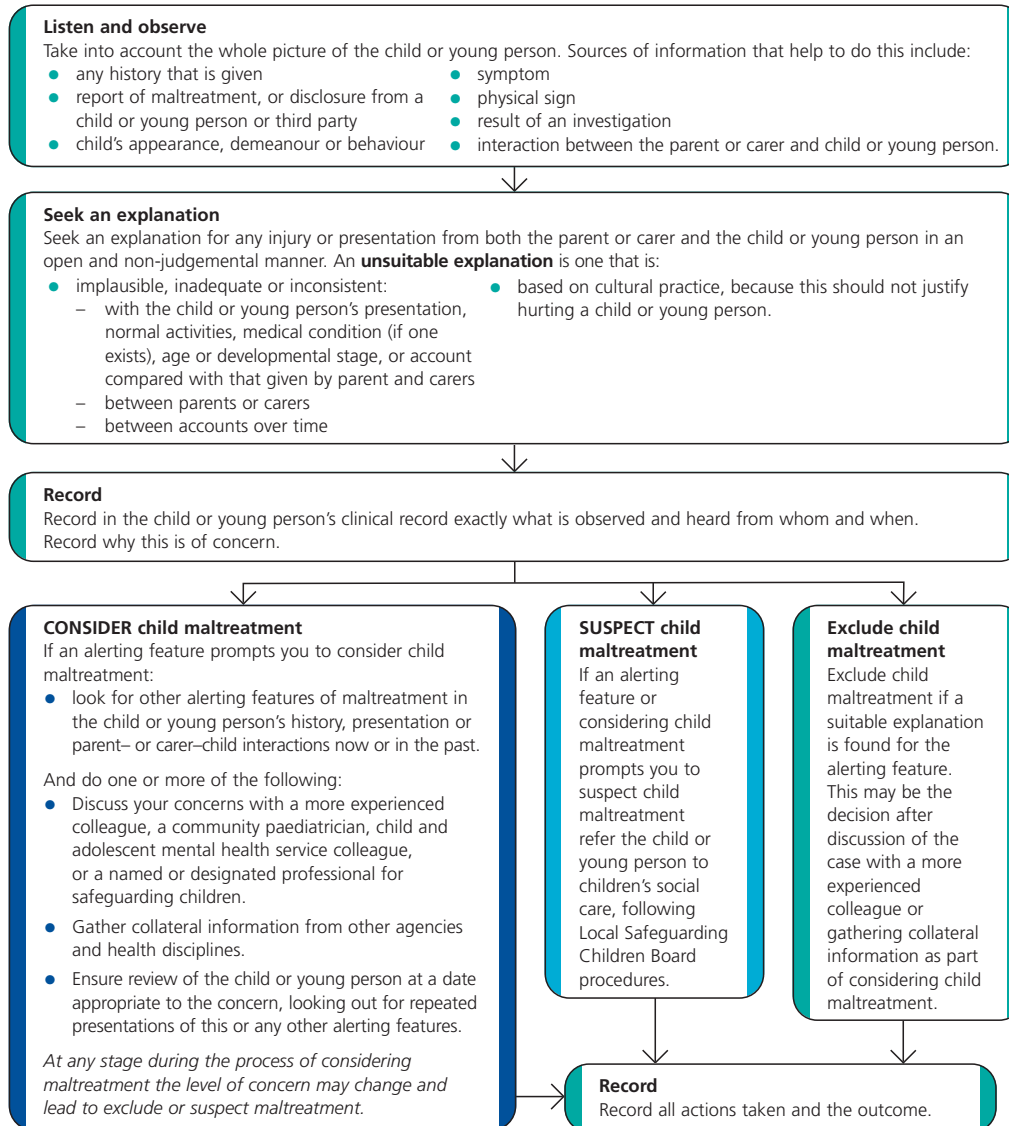 Listen and observe
Take into account the whole picture of the child or young person. Sources of information that help to do this include:
● any history that is given
● report of maltreatment, or disclosure from a
child or young person or third party
● child's appearance, demeanour or behaviour
● symptom
● physical sign
● result of an investigation
● interaction between the parent or carer and child or young person.
Seek an explanation
Seek an explanation for any injury or presentation from both the parent or carer and the child or young person in an
open and non-judgemental manner. An unsuitable explanation is one that is:
● implausible, inadequate or inconsistent:
– with the child or young person's presentation,
normal activities, medical condition (if one
exists), age or developmental stage, or account
compared with that given by parent and carers
– between parents or carers
– between accounts over time
● based on cultural practice, because this should not justify
hurting a child or young person.
Record
Record in the child or young person's clinical record exactly what is observed and heard from whom and when.
Record why this is of concern.
CONSIDER child maltreatment
If an alerting feature prompts you to consider child
maltreatment:
● look for other alerting features of maltreatment in
the child or young person's history, presentation or
parent– or carer–child interactions now or in the past.
And do one or more of the following:
● Discuss your concerns with a more experienced
colleague, a community paediatrician, child and
adolescent mental health service colleague,
or a named or designated professional for
safeguarding children.
● Gather collateral information from other agencies
and health disciplines.
● Ensure review of the child or young person at a date
appropriate to the concern, looking out for repeated
presentations of this or any other alerting features.
At any stage during the process of considering
maltreatment the level of concern may change and
lead to exclude or suspect maltreatment.
SUSPECT child
maltreatment
If an alerting
feature or
considering child
maltreatment
prompts you to
suspect child
maltreatment
refer the child or
young person to
children's social
care, following
Local Safeguarding
Children Board
procedures.
Exclude child
maltreatment
Exclude child
maltreatment if a
suitable explanation
is found for the
alerting feature.
This may be the
decision after
discussion of the
case with a more
experienced
colleague or
gathering collateral
information as part
of considering child
maltreatment.
Record
Record all actions taken and the outcome.